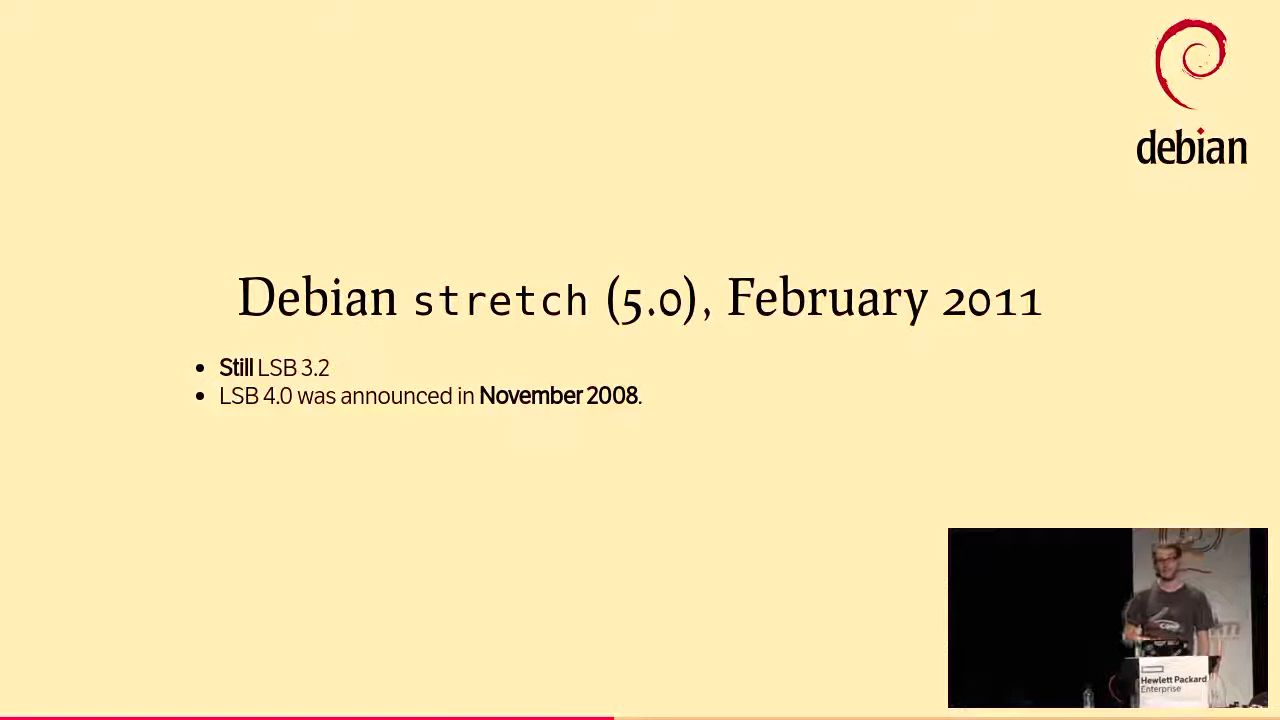 debian
Debian stretch (5.0), February 2011
Still LSB 3.2
LSB 4.0 was announced in November 2008.
Hewlett Packard
Enterprise